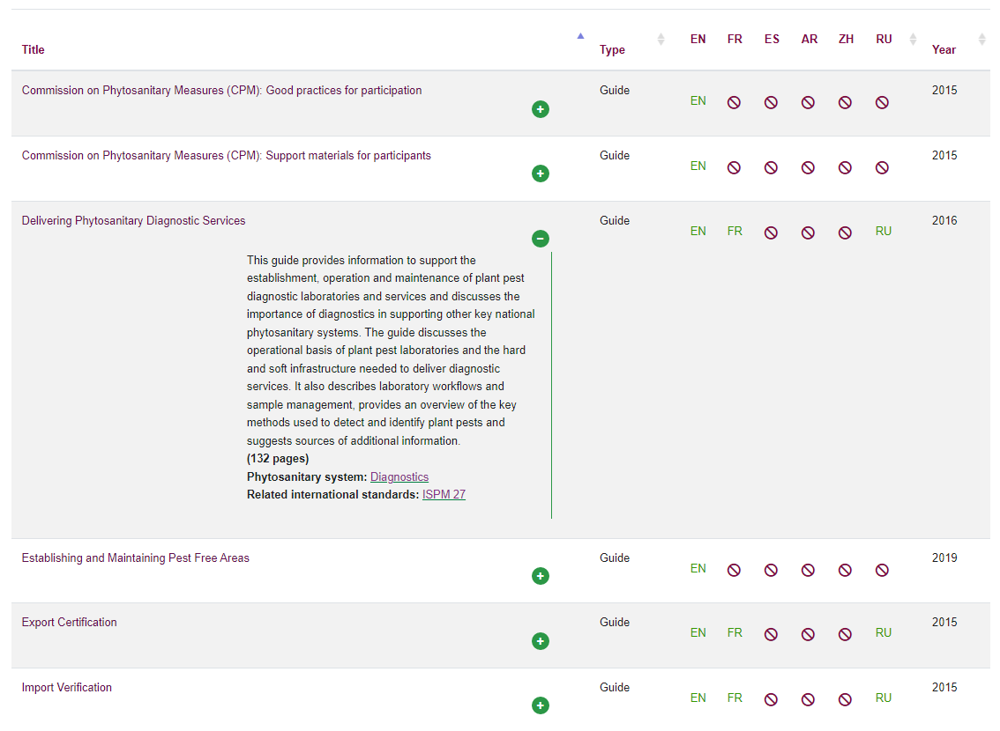 Title Type EN FR ES AR ZH RU Year
Commission on Phytosanitary Measures (CPM): Good practices for participation Guide EN 2015
Commission on Phytosanitary Measures (CPM): Support materials for participants Guide EN 2015
Delivering Phytosanitary Diagnostic Services Guide EN FR RU 2016
This guide provides information to support the
establishment, operation and maintenance of plant pest
diagnostic laboratories and services and discusses the
importance of diagnostics in supporting other key national
phytosanitary systems. The guide discusses the
operational basis of plant pest laboratories and the hard
and soft infrastructure needed to deliver diagnostic
services. It also describes laboratory workflows and
sample management, provides an overview of the key
methods used to detect and identify plant pests and
suggests sources of additional information.
(132 pages)
Phytosanitary system: Diagnostics
Related international standards: ISPM 27
Establishing and Maintaining Pest Free Areas Guide EN 2019
Export Certification Guide EN FR RU 2015
Import Verification Guide EN FR RU 2015